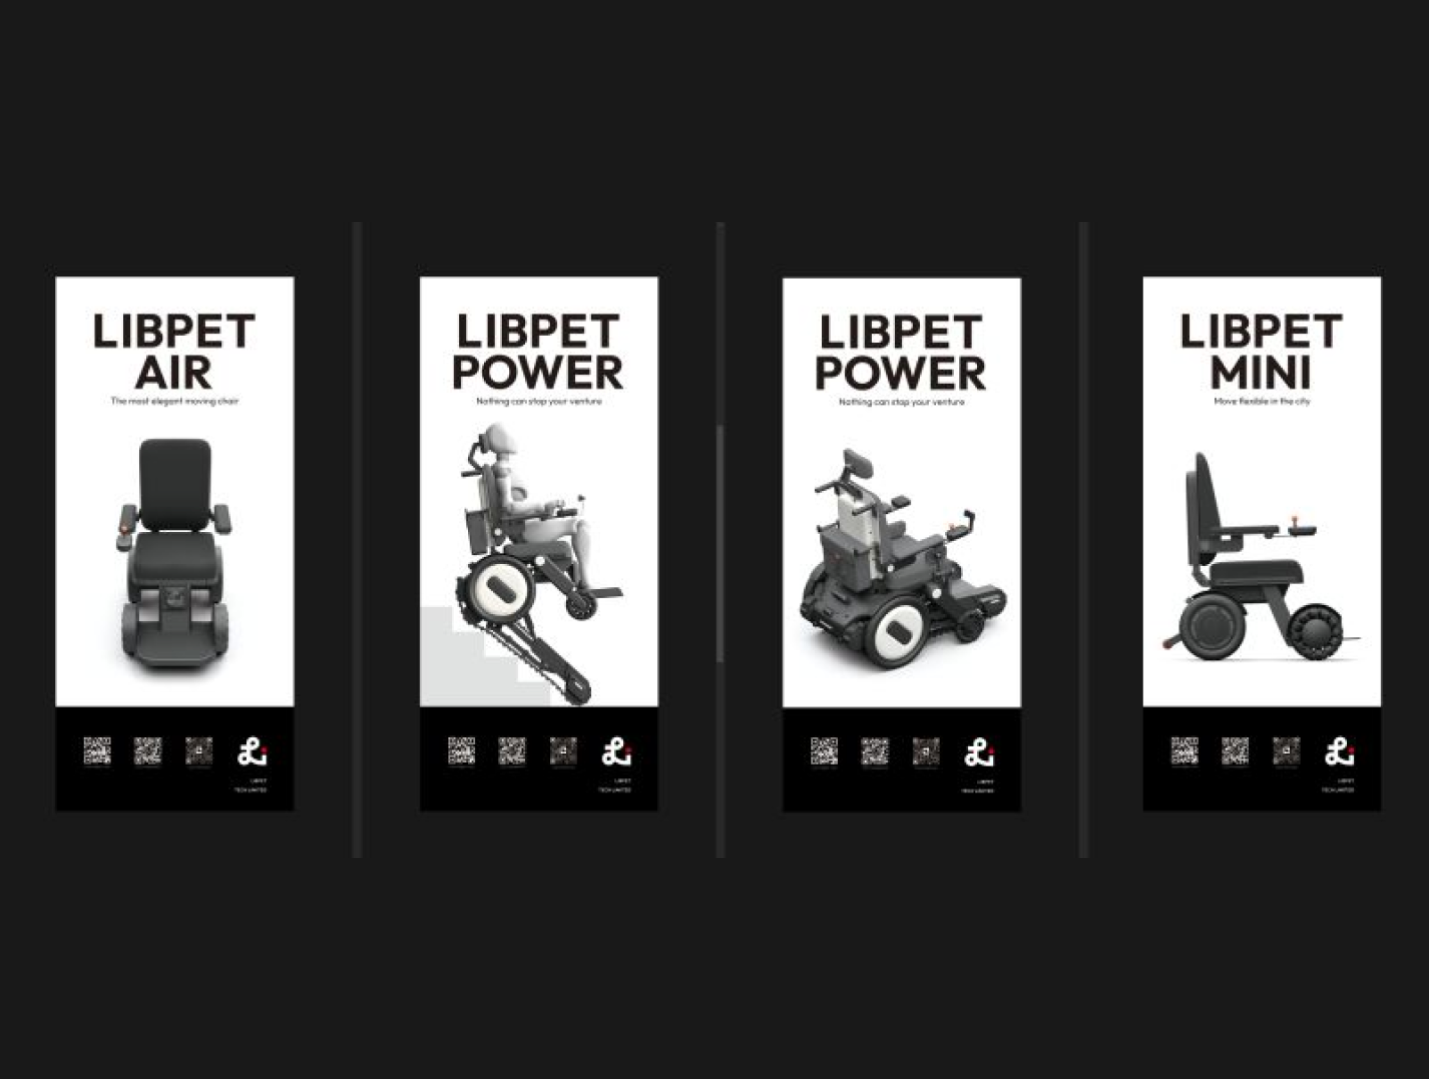 LIBPET
AIR
The most elegant moving chair
LIBPET
TECH LIMITED
LIBPET
POWER
Nothing can stop your venture
LIBPET
TECH LIMITED
LIBPET
POWER
Nothing can stop your venture
LIBPET
TECH LIMITED
LIBPET
MINI
Move flexible in the city
LIBPET
TECH LIMITED